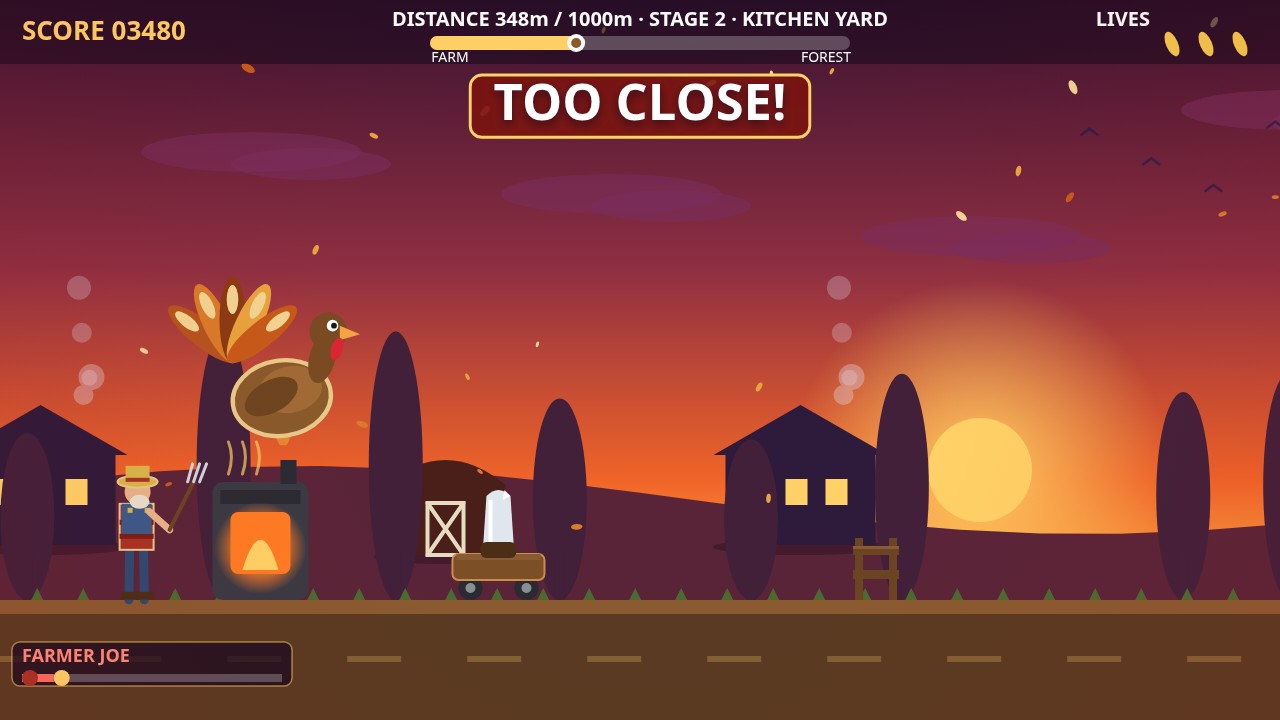 SCORE 03480
DISTANCE 348m / 1000m · STAGE 2 · KITCHEN YARD
LIVES
FARM
FOREST
TOO CLOSE!
FARMER JOE